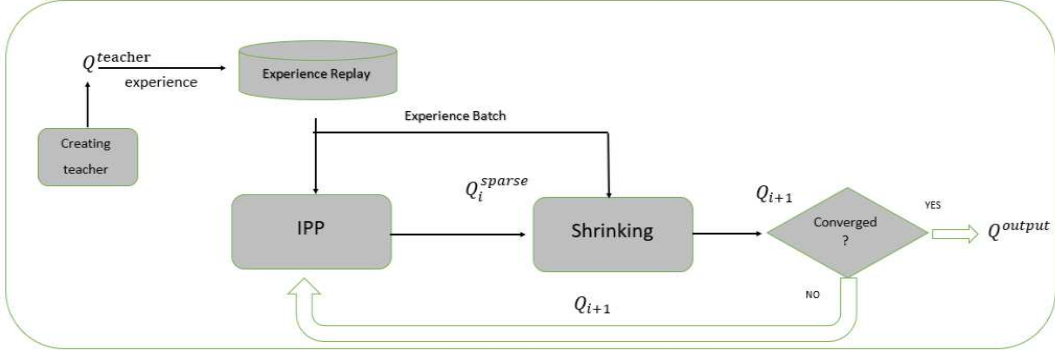 Q^teacher
experience
Experience Replay
Creating
teacher
Experience Batch
Q_i^sparse
IPP
Shrinking
Q_{i+1}
Converged
?
YES
Q^output
NO
Q_{i+1}